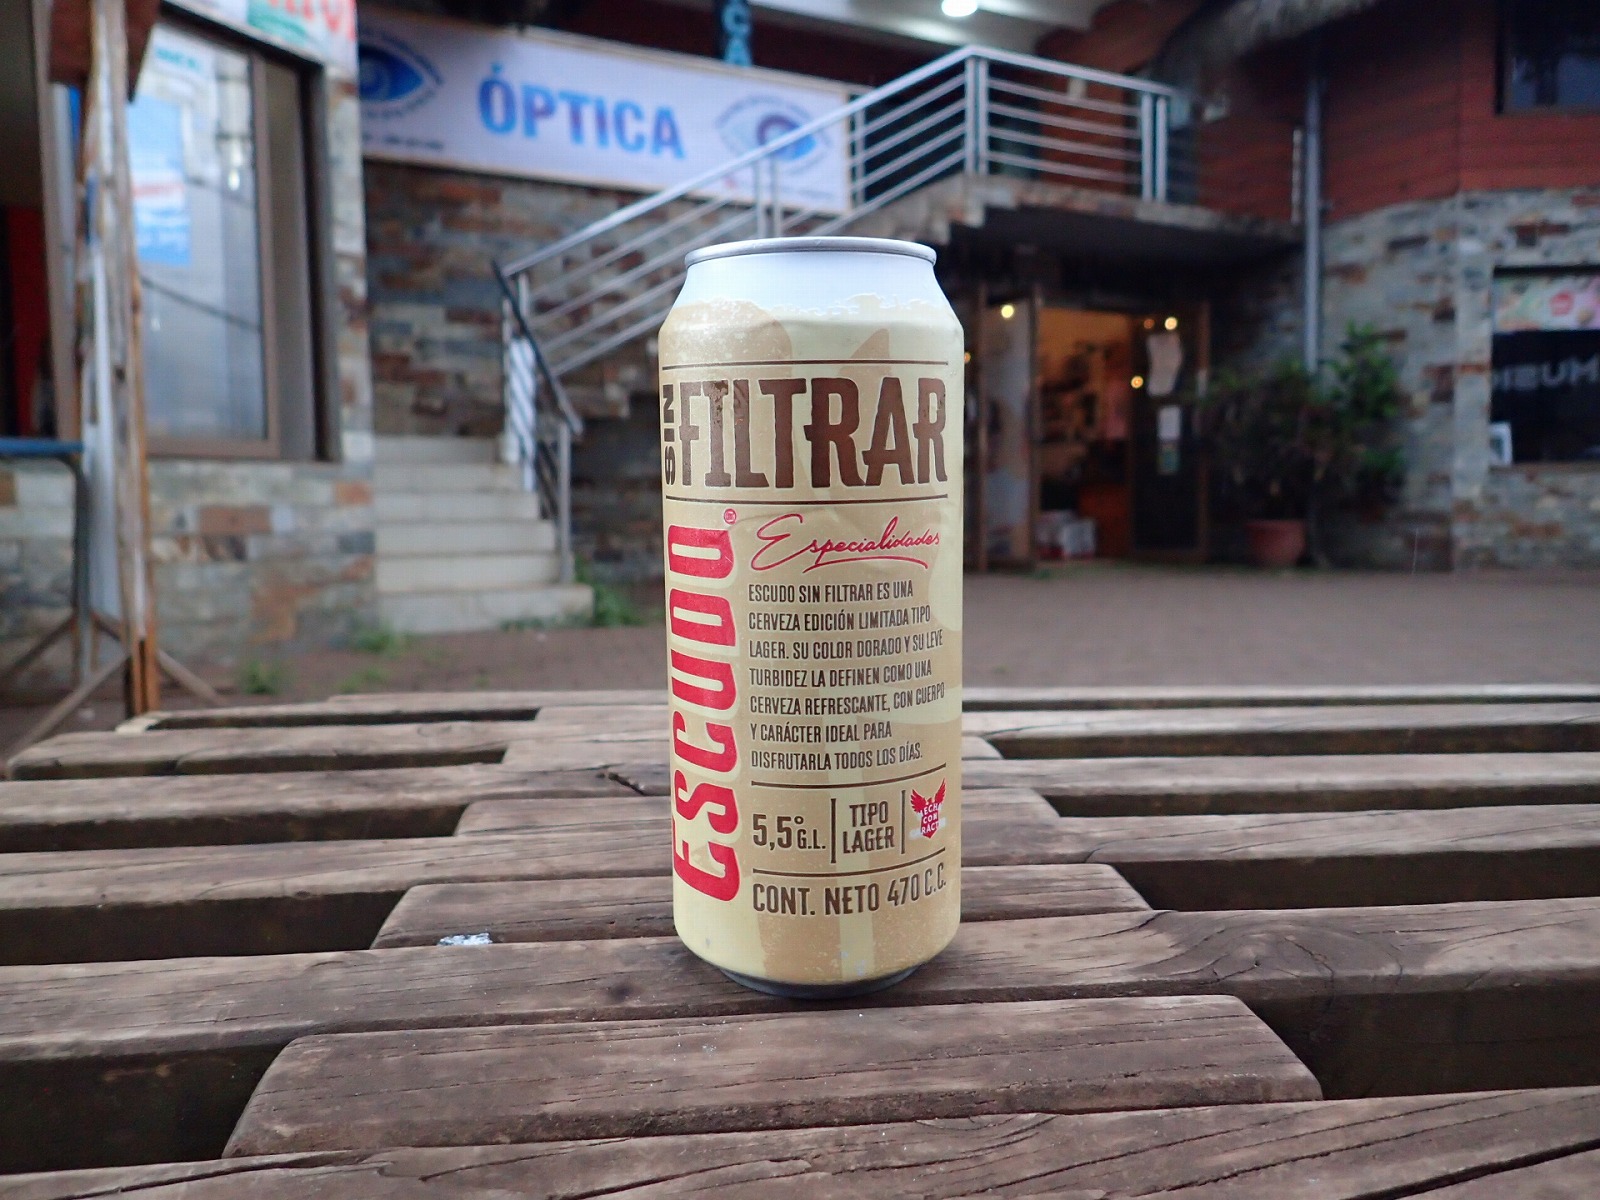 ÓPTICA
SIN
FILTRAR
ESCUDO
Especialidades
ESCUDO SIN FILTRAR ES UNA
CERVEZA EDICIÓN LIMITADA TIPO
LAGER. SU COLOR DORADO Y SU LEVE
TURBIDEZ LA DEFINEN COMO UNA
CERVEZA REFRESCANTE, CON CUERPO
Y CARÁCTER IDEAL PARA
DISFRUTARLA TODOS LOS DÍAS.
5,5° G.L.
TIPO
LAGER
CON
CONT. NETO 470 C.C.